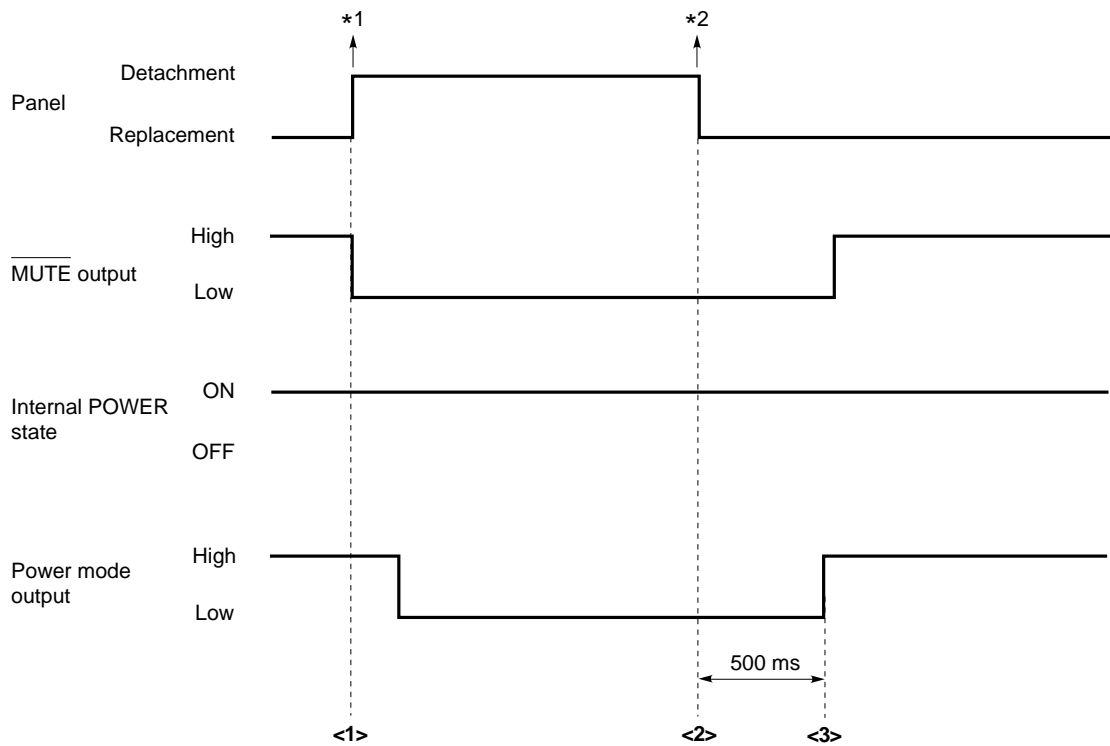 *1
*2
Detachment
Panel
Replacement
High
MUTE output
Low
ON
Internal POWER
state
OFF
High
Power mode
output
Low
500 ms
<1>
<2>
<3>